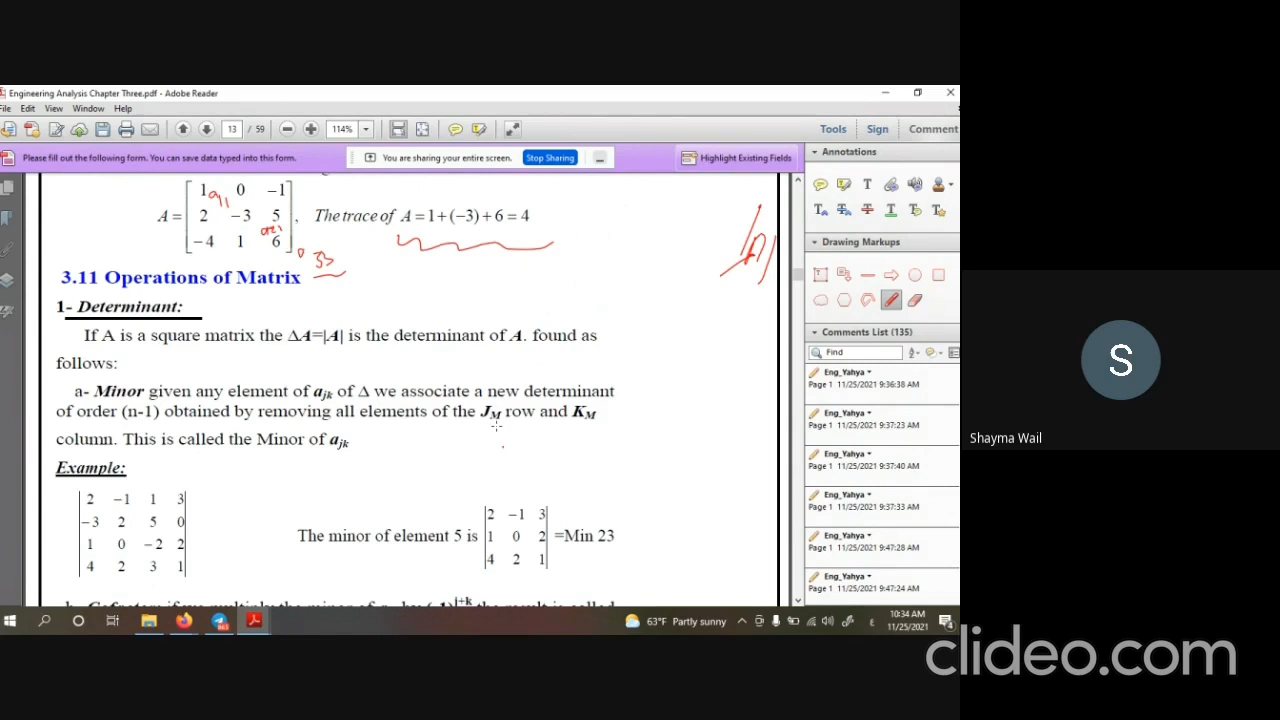 Engineering Analysis Chapter Three.pdf - Adobe Reader
File Edit View Window Help
13 / 59 114% Tools Sign Comment
Please fill out the following form. You can save data typed into this form. You are sharing your entire screen. Stop Sharing Highlight Existing Fields
1 0 −1
A = 2 −3 5 , The trace of A = 1 + (−3) + 6 = 4
−4 1 6
33
3.11 Operations of Matrix
1- Determinant:
If A is a square matrix the ΔA=|A| is the determinant of A. found as
follows:
a- Minor given any element of ajk of Δ we associate a new determinant
of order (n-1) obtained by removing all elements of the JM row and KM
column. This is called the Minor of ajk
Example:
2 −1 1 3
−3 2 5 0
1 0 −2 2
4 2 3 1
2 −1 3
The minor of element 5 is 1 0 2 =Min 23
4 2 1
Annotations
Drawing Markups
Comments List (135)
Find
Eng_Yahya
Page 1 11/25/2021 9:36:38 AM
Eng_Yahya
Page 1 11/25/2021 9:37:23 AM
Eng_Yahya
Page 1 11/25/2021 9:37:40 AM
Eng_Yahya
Page 1 11/25/2021 9:37:33 AM
Eng_Yahya
Page 1 11/25/2021 9:47:28 AM
Eng_Yahya
Page 1 11/25/2021 9:47:24 AM
63°F Partly sunny 10:34 AM
11/25/2021
S
Shayma Wail
clideo.com